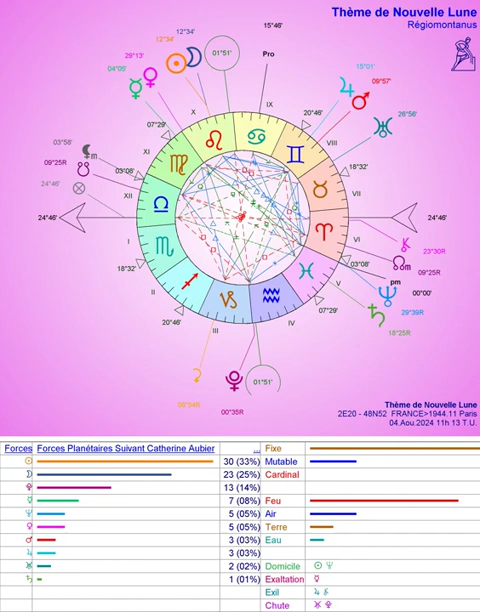 Thème de Nouvelle Lune
Régiomontanus
15°46'
12°34'
12°34'
01°51'
Pro
29°13'
04°05'
15°01'
09°57'
20°46'
26°56'
07°29'
X
IX
VIII
XI
03°58'
09°25R
03°08'
18°32'
24°46'
XII
VII
24°46'
24°46'
I
VI
23°30R
09°25R
18°32'
II
03°08'
pm
00°00'
V
29°39R
20°46'
III
IV
07°29'
18°25R
01°51'
00°35R
Thème de Nouvelle Lune
2E20 - 48N52 FRANCE>1944.11 Paris
04.Aou.2024 11h 13 T.U.
Forces Forces Planétaires Suivant Catherine Aubier ... Fixe
30 (33%) Mutable
23 (25%) Cardinal
13 (14%)
7 (08%) Feu
5 (05%) Air
5 (05%) Terre
3 (03%) Eau
3 (03%)
2 (02%) Domicile
1 (01%) Exaltation
Exil
Chute